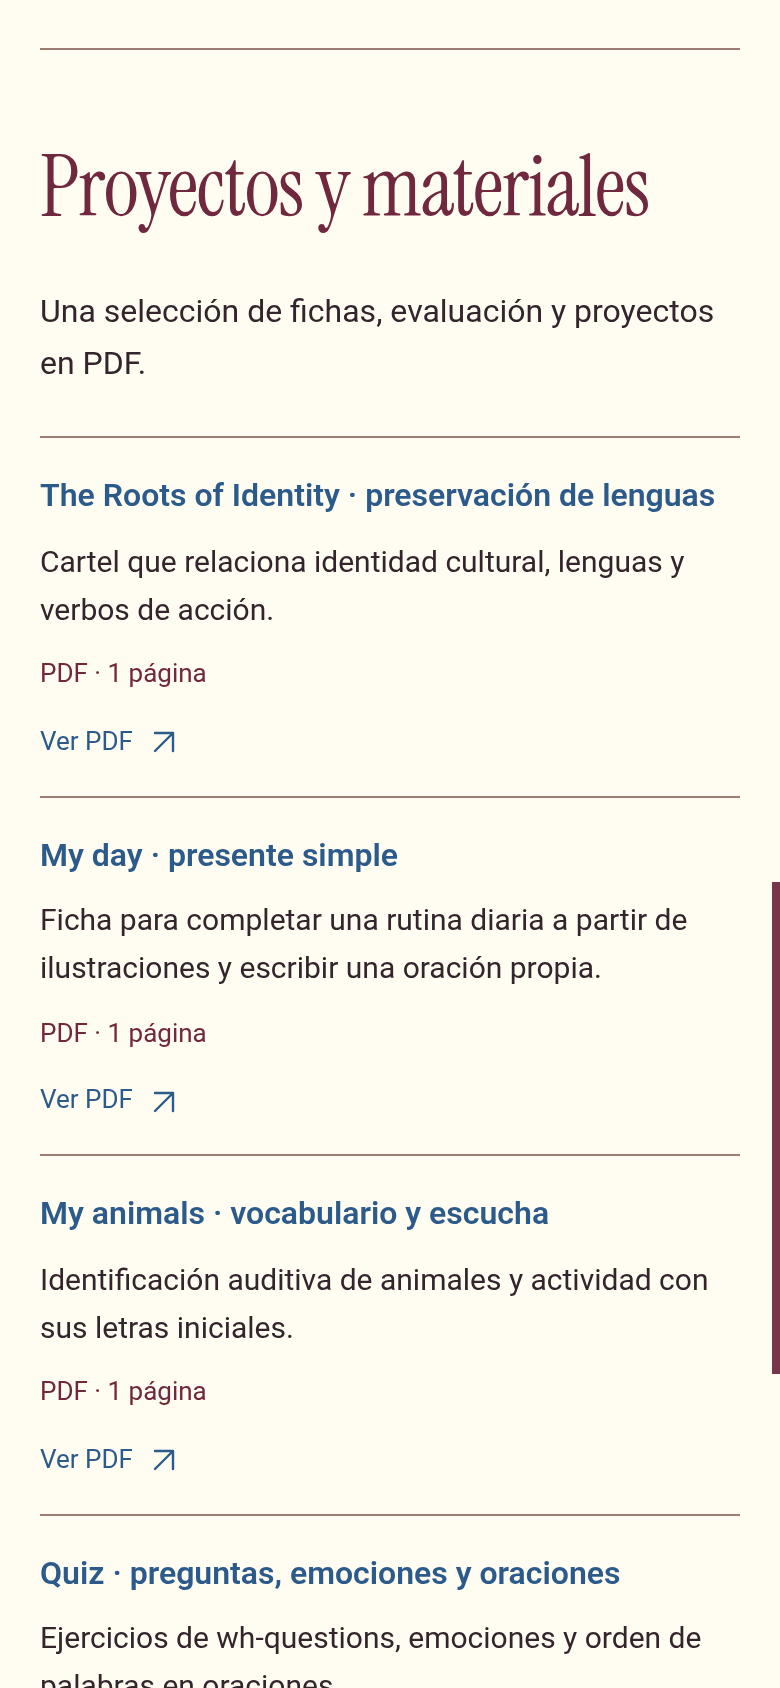 Proyectos y materiales
Una selección de fichas, evaluación y proyectos
en PDF.
The Roots of Identity · preservación de lenguas
Cartel que relaciona identidad cultural, lenguas y
verbos de acción.
PDF · 1 página
Ver PDF
My day · presente simple
Ficha para completar una rutina diaria a partir de
ilustraciones y escribir una oración propia.
PDF · 1 página
Ver PDF
My animals · vocabulario y escucha
Identificación auditiva de animales y actividad con
sus letras iniciales.
PDF · 1 página
Ver PDF
Quiz · preguntas, emociones y oraciones
Ejercicios de wh-questions, emociones y orden de
palabras en oraciones